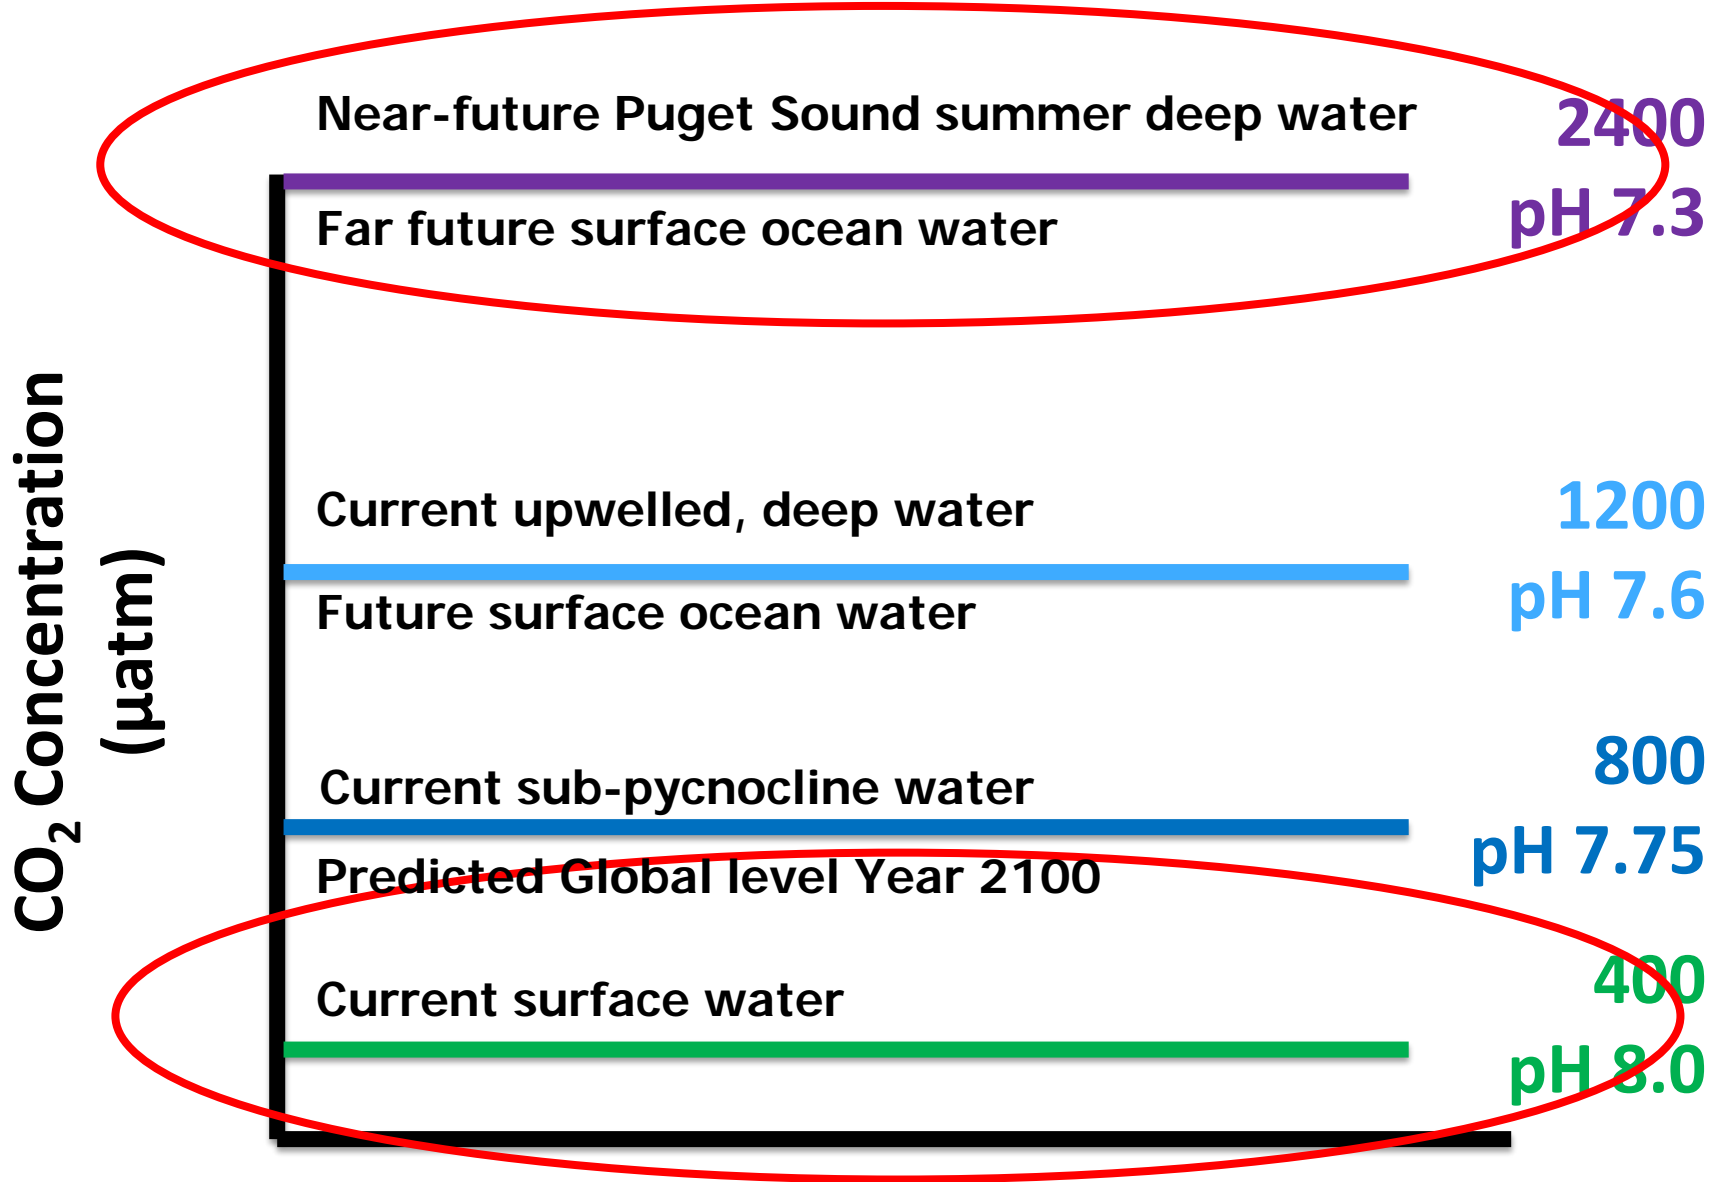 Near-future Puget Sound summer deep water
2400
pH 7.3
Far future surface ocean water
CO₂ Concentration
(µatm)
Current upwelled, deep water
1200
pH 7.6
Future surface ocean water
Current sub-pycnocline water
800
pH 7.75
Predicted Global level Year 2100
Current surface water
400
pH 8.0